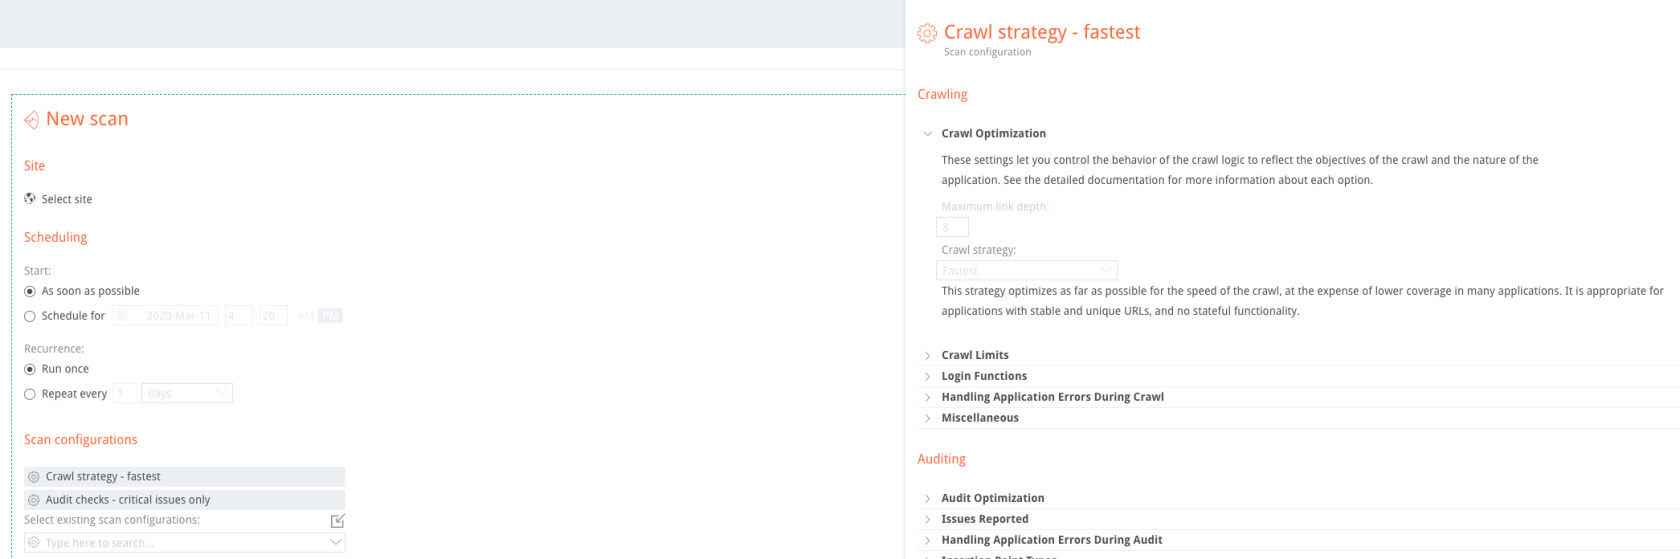 New scan
Site
Select site
Scheduling
Start:
As soon as possible
Schedule for 2020-Mar-11 4 : 20 AM PM
Recurrence:
Run once
Repeat every 1 days
Scan configurations
Crawl strategy - fastest
Audit checks - critical issues only
Select existing scan configurations:
Type here to search...
Crawl strategy - fastest
Scan configuration
Crawling
Crawl Optimization
These settings let you control the behavior of the crawl logic to reflect the objectives of the crawl and the nature of the
application. See the detailed documentation for more information about each option.
Maximum link depth:
8
Crawl strategy:
Fastest
This strategy optimizes as far as possible for the speed of the crawl, at the expense of lower coverage in many applications. It is appropriate for
applications with stable and unique URLs, and no stateful functionality.
Crawl Limits
Login Functions
Handling Application Errors During Crawl
Miscellaneous
Auditing
Audit Optimization
Issues Reported
Handling Application Errors During Audit
Insertion Point Types